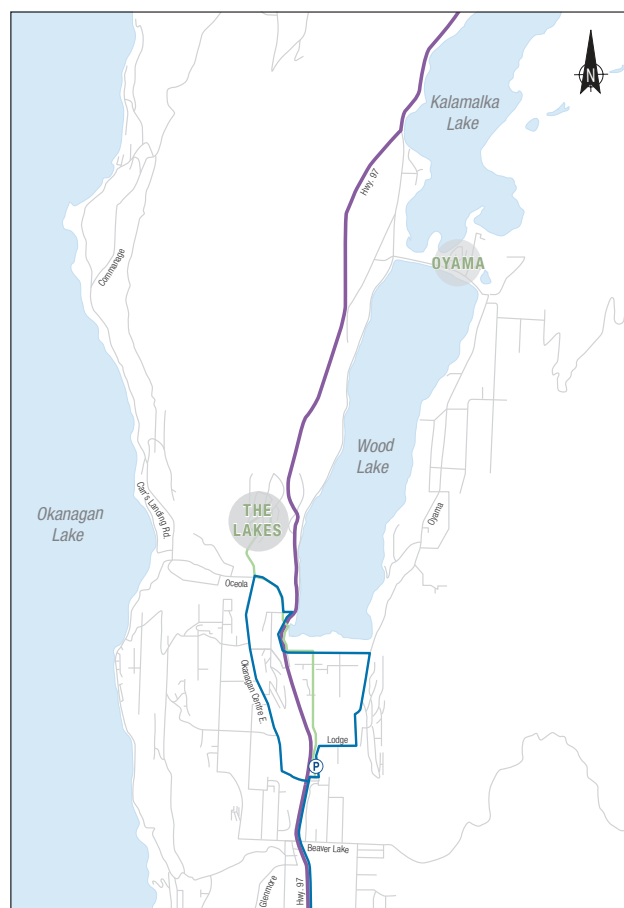 N
Kalamalka
Lake
Hwy. 97
OYAMA
Commonage
Wood
Lake
THE
LAKES
Carr's Landing Rd.
Oyama
Okanagan
Lake
Oceola
Okanagan Centre E.
Lodge
P
Beaver Lake
Glenmore
Hwy. 97